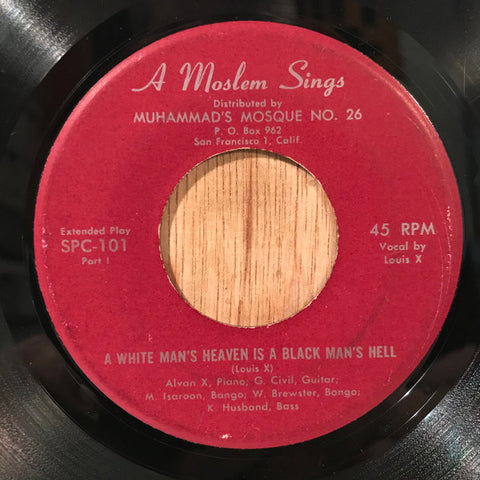 A Moslem Sings
Distributed by
MUHAMMAD'S MOSQUE NO. 26
P. O. Box 962
San Francisco 1, Calif.
Extended Play
SPC-101
Part I
45 RPM
Vocal by
Louis X
A WHITE MAN'S HEAVEN IS A BLACK MAN'S HELL
(Louis X)
Alvan X, Piano; G. Civil, Guitar;
M. Isaroon, Bango; W. Brewster, Bongo;
K. Husband, Bass